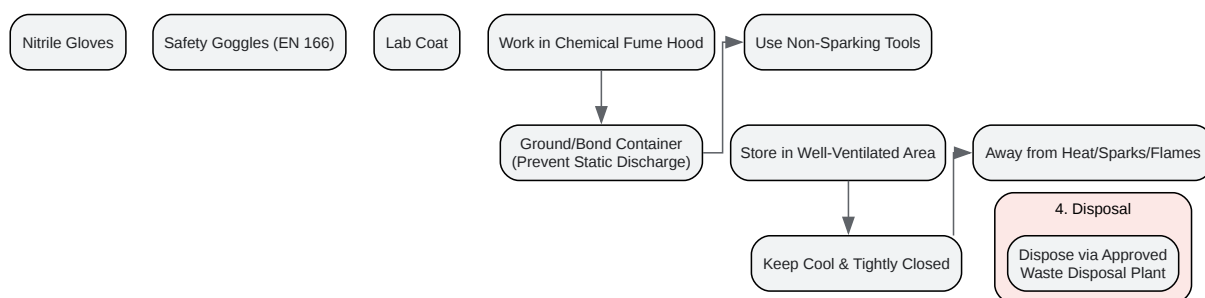 Nitrile Gloves
Safety Goggles (EN 166)
Lab Coat
Work in Chemical Fume Hood
Use Non-Sparking Tools
Ground/Bond Container
(Prevent Static Discharge)
Store in Well-Ventilated Area
Away from Heat/Sparks/Flames
Keep Cool & Tightly Closed
4. Disposal
Dispose via Approved
Waste Disposal Plant